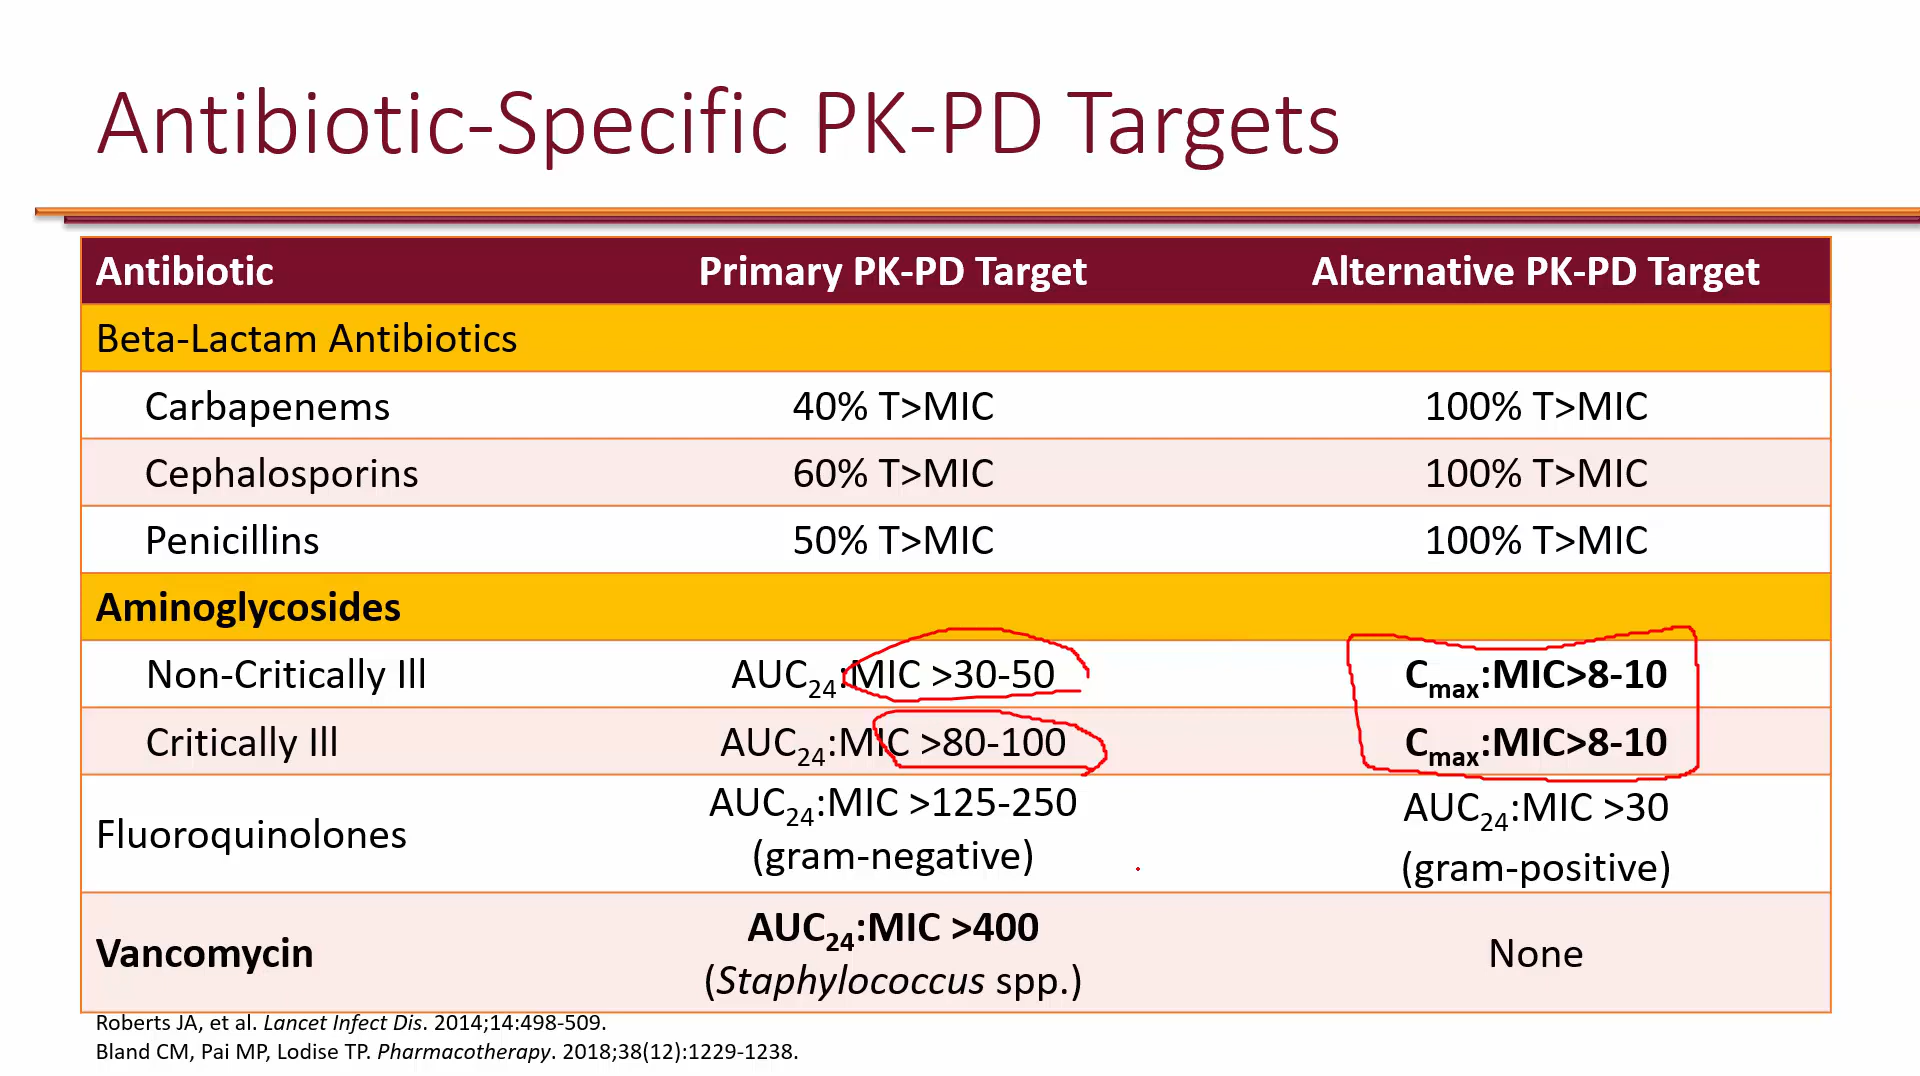 Antibiotic-Specific PK-PD Targets
Antibiotic Primary PK-PD Target Alternative PK-PD Target
Beta-Lactam Antibiotics
Carbapenems 40% T>MIC 100% T>MIC
Cephalosporins 60% T>MIC 100% T>MIC
Penicillins 50% T>MIC 100% T>MIC
Aminoglycosides
Non-Critically Ill AUC24:MIC >30-50 Cmax:MIC>8-10
Critically Ill AUC24:MIC >80-100 Cmax:MIC>8-10
Fluoroquinolones AUC24:MIC >125-250 AUC24:MIC >30
(gram-negative) (gram-positive)
Vancomycin AUC24:MIC >400 None
(Staphylococcus spp.)
Roberts JA, et al. Lancet Infect Dis. 2014;14:498-509.
Bland CM, Pai MP, Lodise TP. Pharmacotherapy. 2018;38(12):1229-1238.